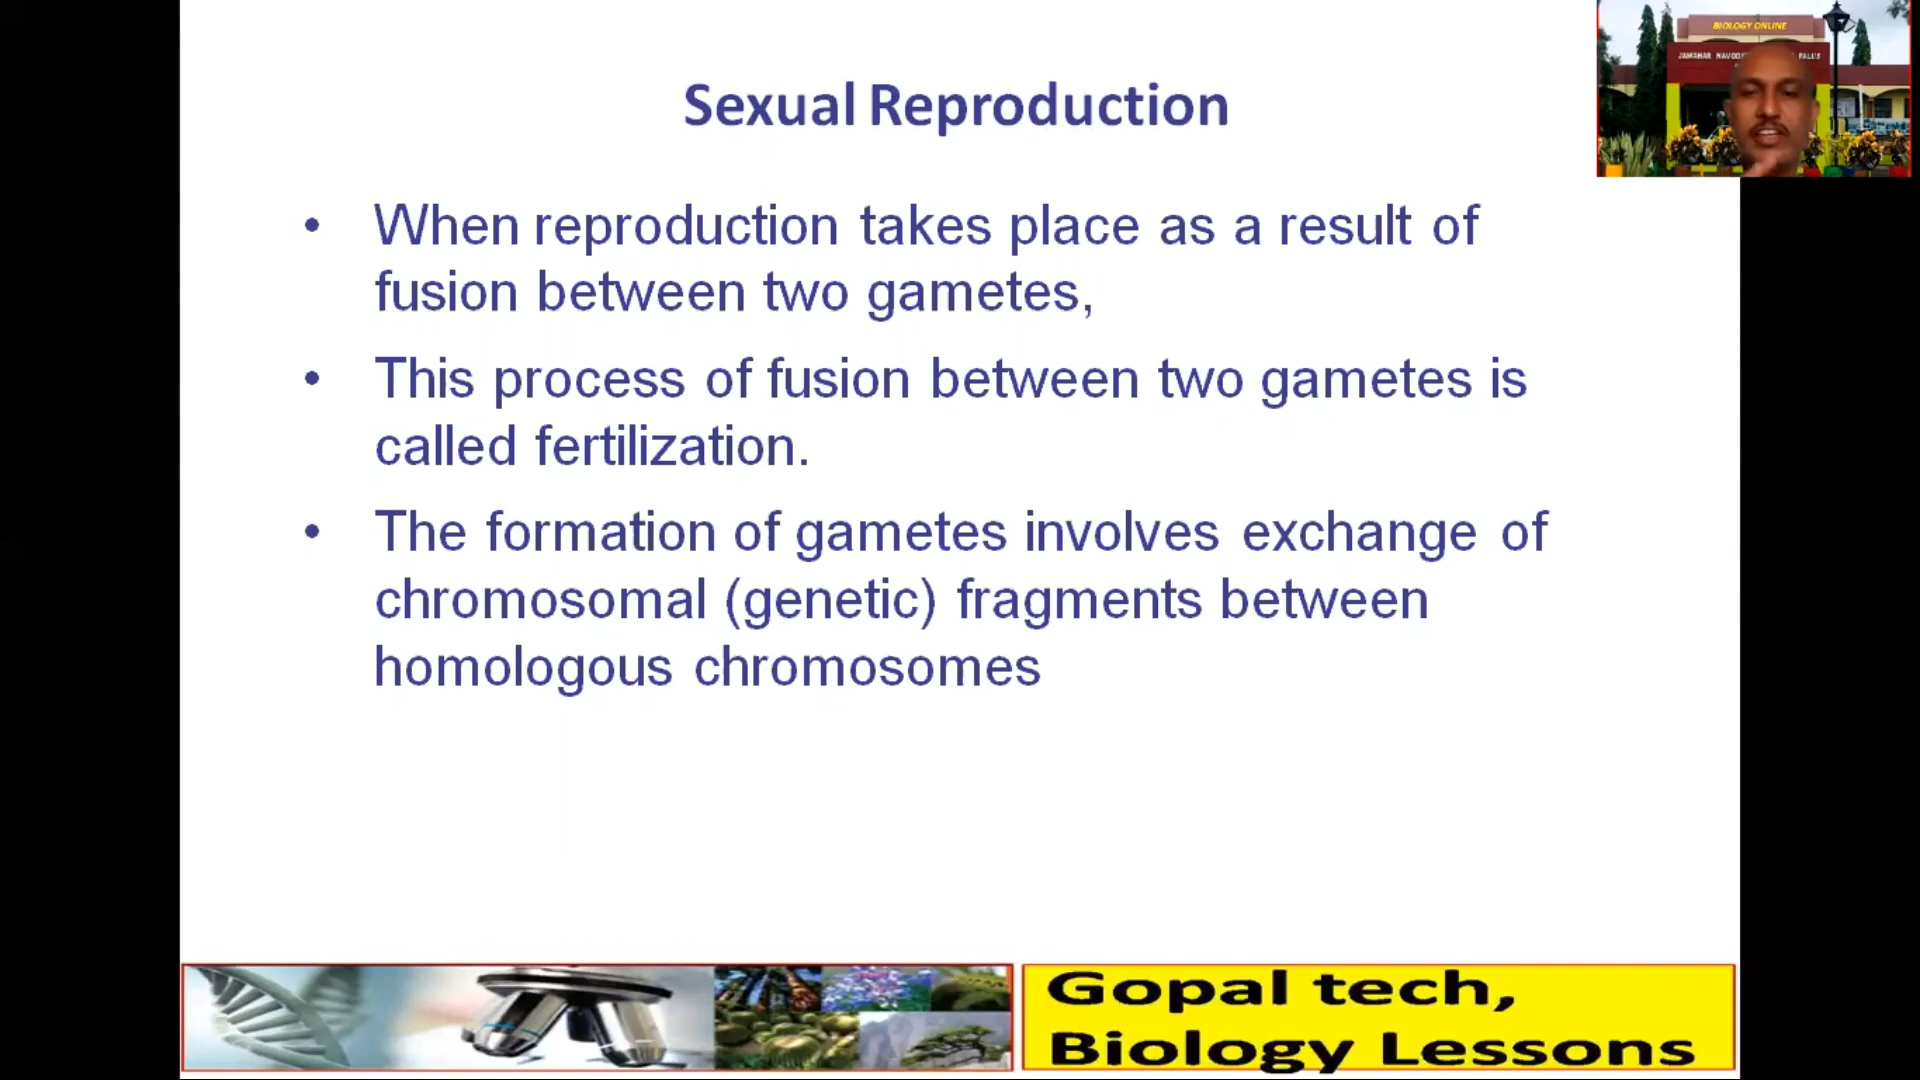 BIOLOGY ONLINE
JAWAHAR NAVOD
Sexual Reproduction
• When reproduction takes place as a result of
fusion between two gametes,
• This process of fusion between two gametes is
called fertilization.
• The formation of gametes involves exchange of
chromosomal (genetic) fragments between
homologous chromosomes
Gopal tech,
Biology Lessons